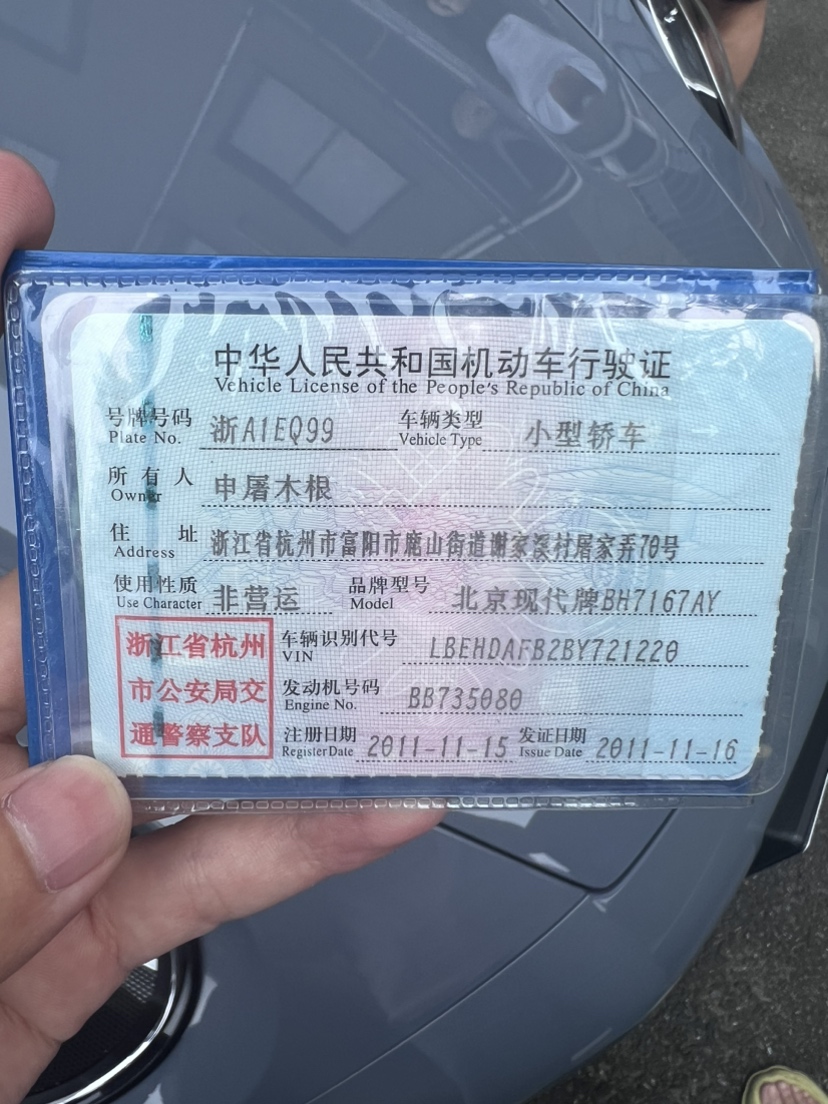 中华人民共和国机动车行驶证
Vehicle License of the People's Republic of China
号牌号码 浙A1EQ99 车辆类型 小型轿车
Plate No. Vehicle Type
所有人 申屠木根
Owner
住址 浙江省杭州市富阳市鹿山街道谢家溪村屠家弄70号
Address
使用性质 非营运 品牌型号 北京现代牌BH7167AY
Use Character Model
浙江省杭州
市公安局交
通警察支队
车辆识别代号 LBEHDAFB2BY721220
VIN
发动机号码 BB735080
Engine No.
注册日期 2011-11-15 发证日期 2011-11-16
Register Date Issue Date